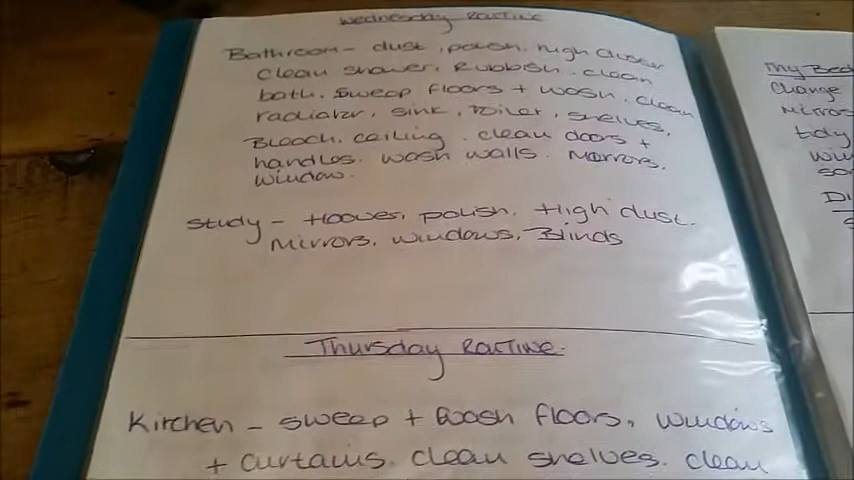 Wednesday Routine
Bathroom - dust, polish, high duster
clean shower. Rubbish. clean
bath. sweep floors + wash. clean
radiator, sink, toilet, shelves,
Bleach, ceiling. clean doors +
handles. wash walls. Mirrors.
window.
Study - Hoover, polish. High dust.
Mirrors. windows. Blinds
Thursday Routine.
Kitchen - sweep + wash floors, windows
+ curtains. clean shelves. clean
My Bed
Change
Mirrors
tidy